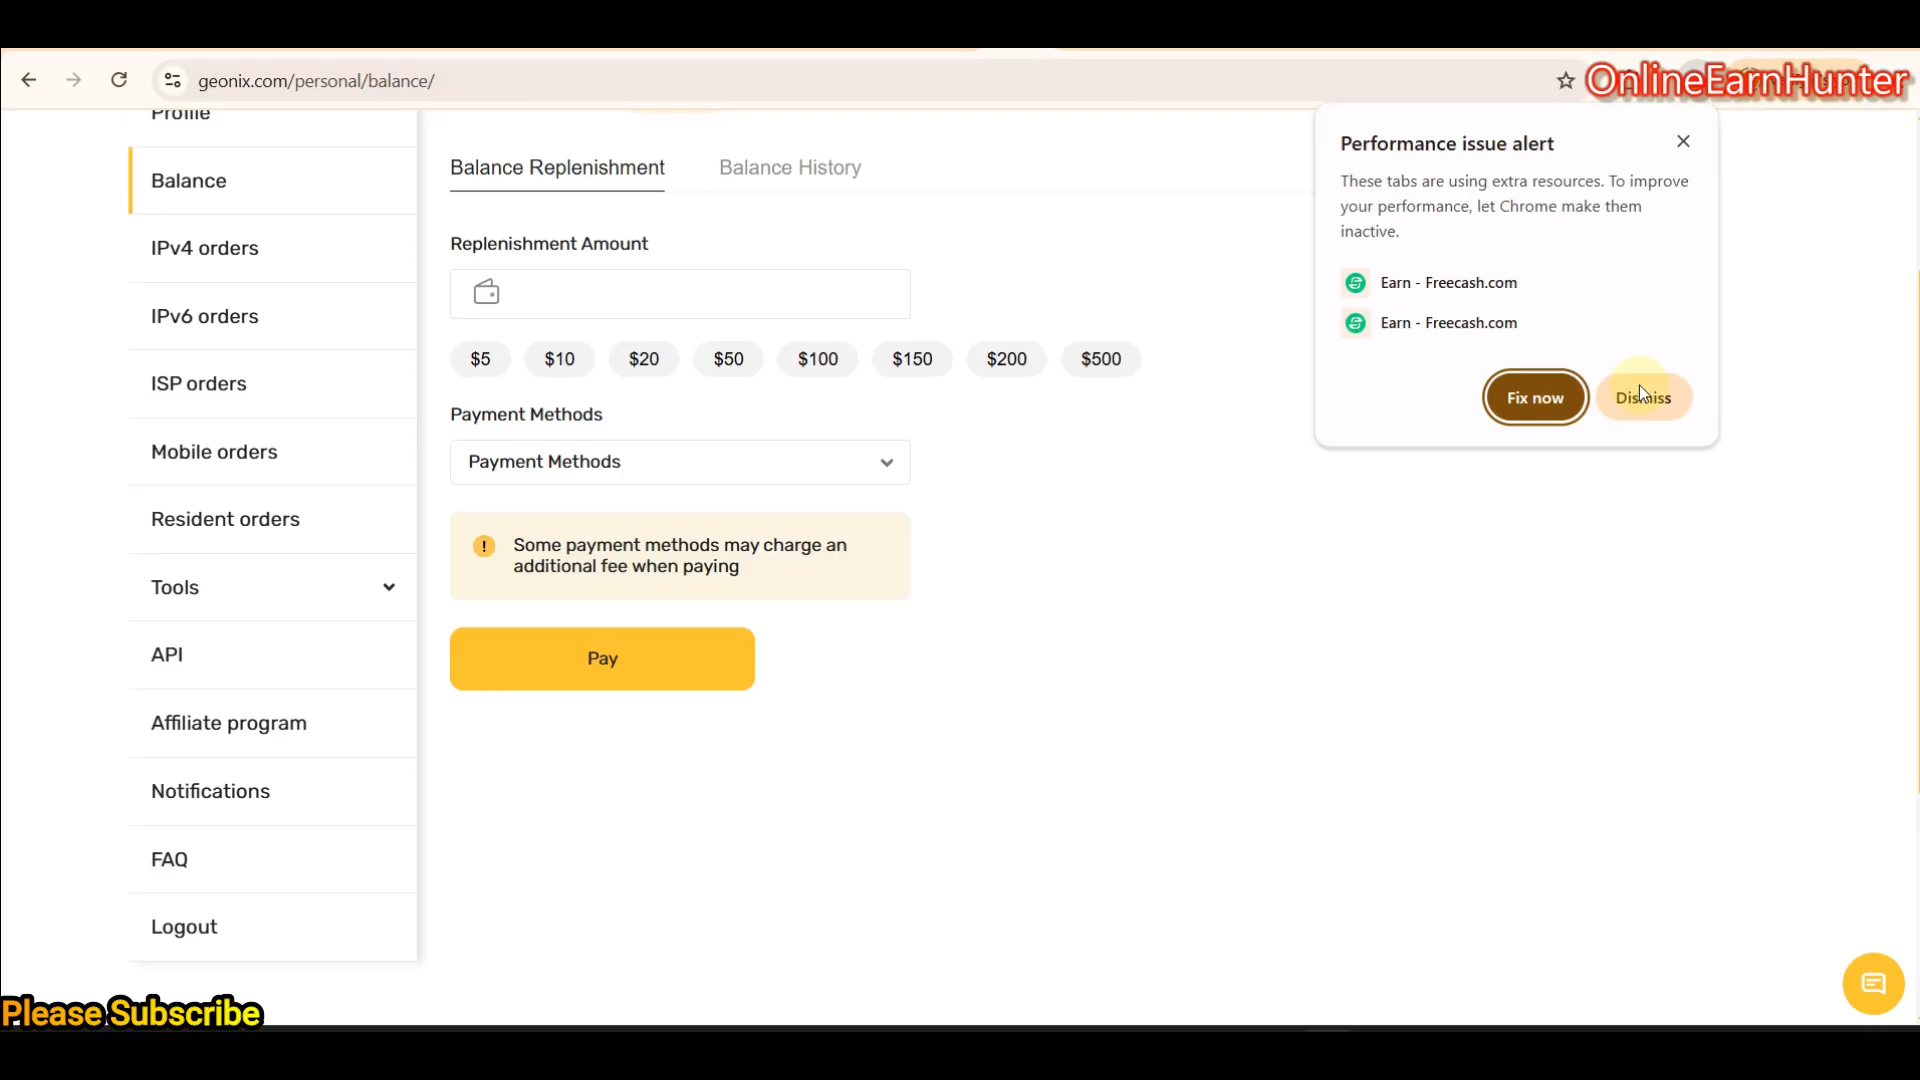 geonix.com/personal/balance/
OnlineEarnHunter
Profile
Balance
IPv4 orders
IPv6 orders
ISP orders
Mobile orders
Resident orders
Tools
API
Affiliate program
Notifications
FAQ
Logout
Balance Replenishment
Balance History
Replenishment Amount
$5 $10 $20 $50 $100 $150 $200 $500
Payment Methods
Payment Methods
Some payment methods may charge an
additional fee when paying
Pay
Performance issue alert
These tabs are using extra resources. To improve
your performance, let Chrome make them
inactive.
Earn - Freecash.com
Earn - Freecash.com
Fix now
Dismiss
Please Subscribe